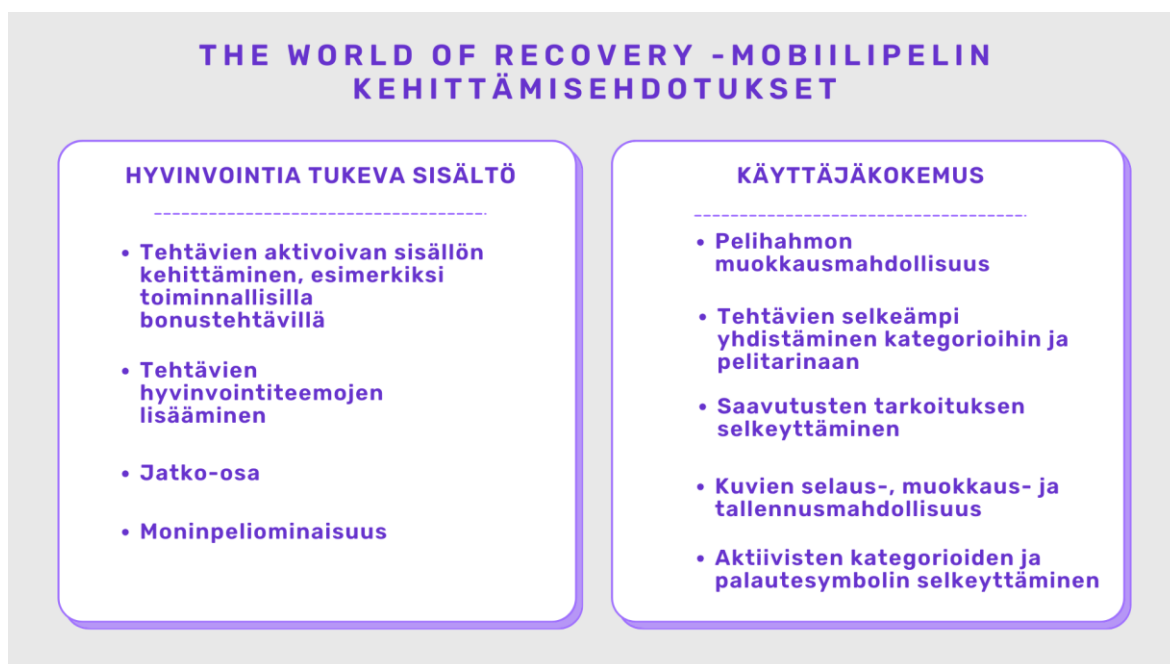 THE WORLD OF RECOVERY -MOBIILIPELIN
KEHITTÄMISEHDOTUKSET
HYVINVOINTIA TUKEVA SISÄLTÖ
• Tehtävien aktivoivan sisällön
kehittäminen, esimerkiksi
toiminnallisilla
bonustehtävillä
• Tehtävien
hyvinvointiteemojen
lisääminen
• Jatko-osa
• Moninpeliominaisuus
KÄYTTÄJÄKOKEMUS
• Pelihahmon
muokkausmahdollisuus
• Tehtävien selkeämpi
yhdistäminen kategorioihin ja
pelitarinaan
• Saavutusten tarkoituksen
selkeyttäminen
• Kuvien selaus-, muokkaus- ja
tallennusmahdollisuus
• Aktiivisten kategorioiden ja
palautesymbolin selkeyttäminen